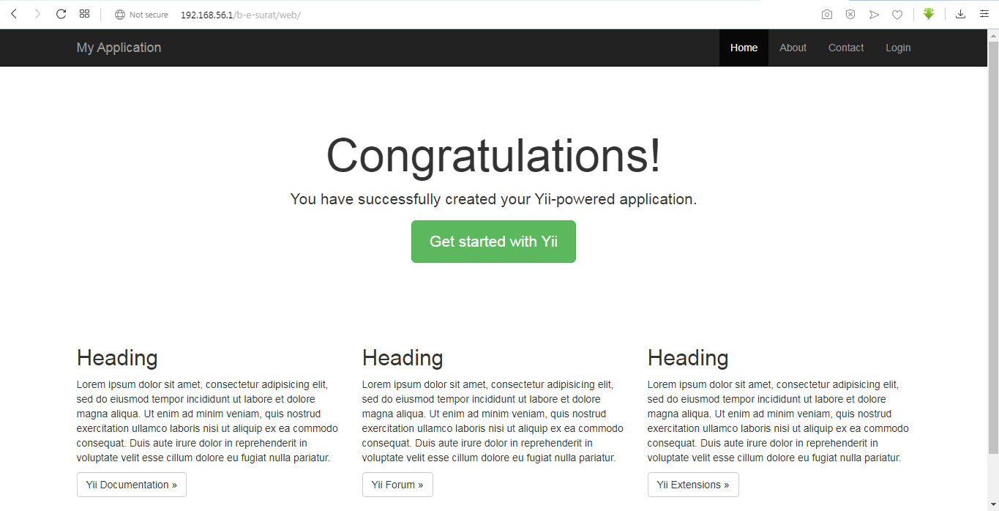 Not secure 192.168.56.1/b-e-surat/web/
My Application Home About Contact Login
Congratulations!
You have successfully created your Yii-powered application.
Get started with Yii
Heading
Lorem ipsum dolor sit amet, consectetur adipisicing elit,
sed do eiusmod tempor incididunt ut labore et dolore
magna aliqua. Ut enim ad minim veniam, quis nostrud
exercitation ullamco laboris nisi ut aliquip ex ea commodo
consequat. Duis aute irure dolor in reprehenderit in
voluptate velit esse cillum dolore eu fugiat nulla pariatur.
Yii Documentation »
Heading
Lorem ipsum dolor sit amet, consectetur adipisicing elit,
sed do eiusmod tempor incididunt ut labore et dolore
magna aliqua. Ut enim ad minim veniam, quis nostrud
exercitation ullamco laboris nisi ut aliquip ex ea commodo
consequat. Duis aute irure dolor in reprehenderit in
voluptate velit esse cillum dolore eu fugiat nulla pariatur.
Yii Forum »
Heading
Lorem ipsum dolor sit amet, consectetur adipisicing elit,
sed do eiusmod tempor incididunt ut labore et dolore
magna aliqua. Ut enim ad minim veniam, quis nostrud
exercitation ullamco laboris nisi ut aliquip ex ea commodo
consequat. Duis aute irure dolor in reprehenderit in
voluptate velit esse cillum dolore eu fugiat nulla pariatur.
Yii Extensions »